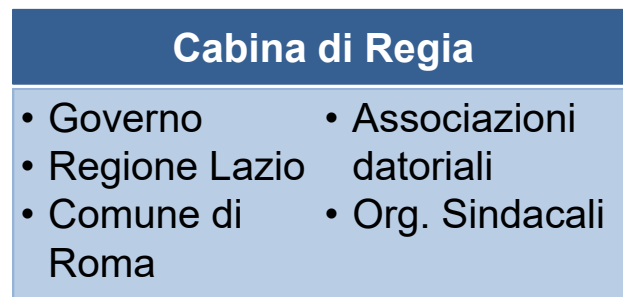 Cabina di Regia
• Governo
• Regione Lazio
• Comune di
Roma
• Associazioni
datoriali
• Org. Sindacali